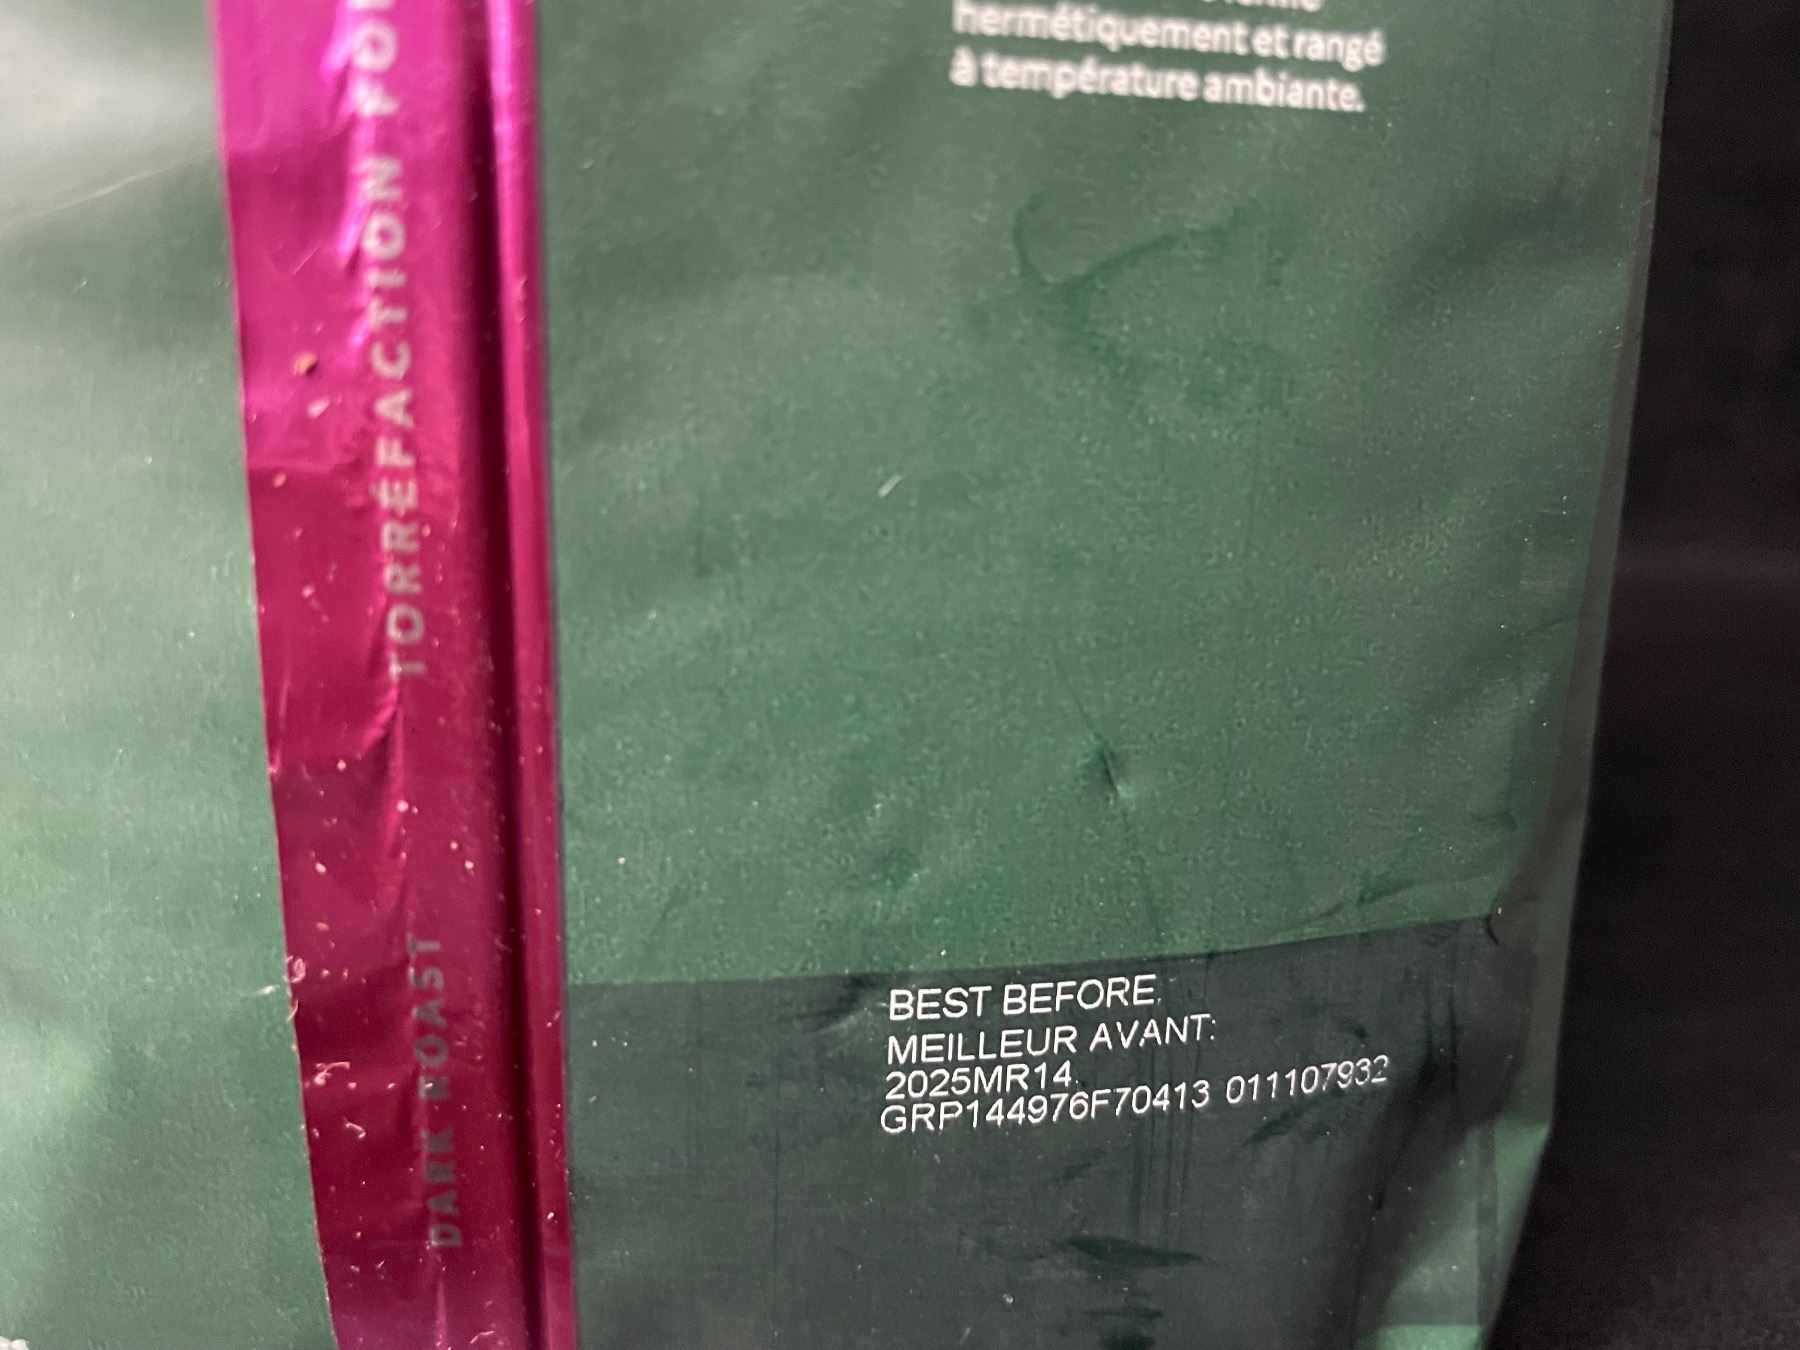 hermétiquement et rangé
à température ambiante.
TORRÉFACTION
DARK ROAST
BEST BEFORE
MEILLEUR AVANT:
2025MR14
GRP144976F70413 011107932